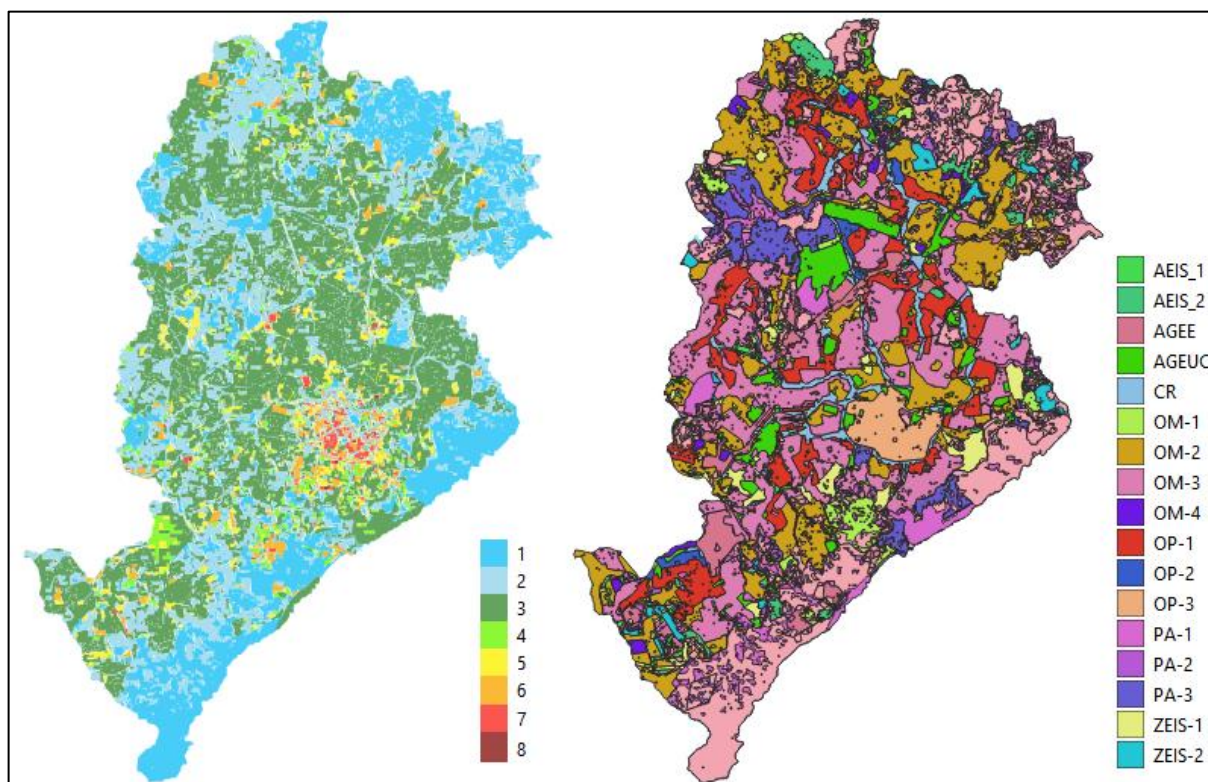 1
2
3
4
5
6
7
8
AEIS_1
AEIS_2
AGEE
AGEUC
CR
OM-1
OM-2
OM-3
OM-4
OP-1
OP-2
OP-3
PA-1
PA-2
PA-3
ZEIS-1
ZEIS-2